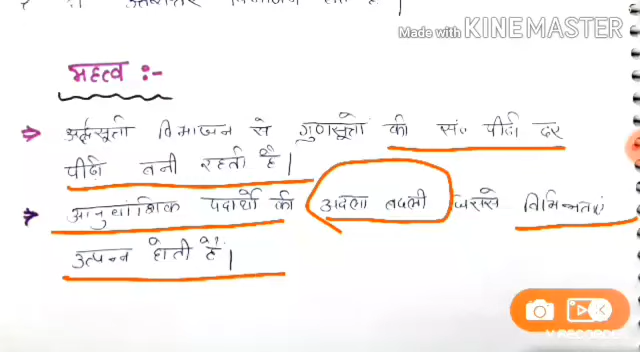 Made with KINEMASTER
महत्व :-
⇒ अर्द्धसूत्री विभाजन से गुणसूत्रो की सं॰ पीढी दर
पीढी बनी रहती है।
⇒ आनुवांशिक पदार्थो की अदला बदली जिससे विभिन्नताएं
उत्पन्न होती है।